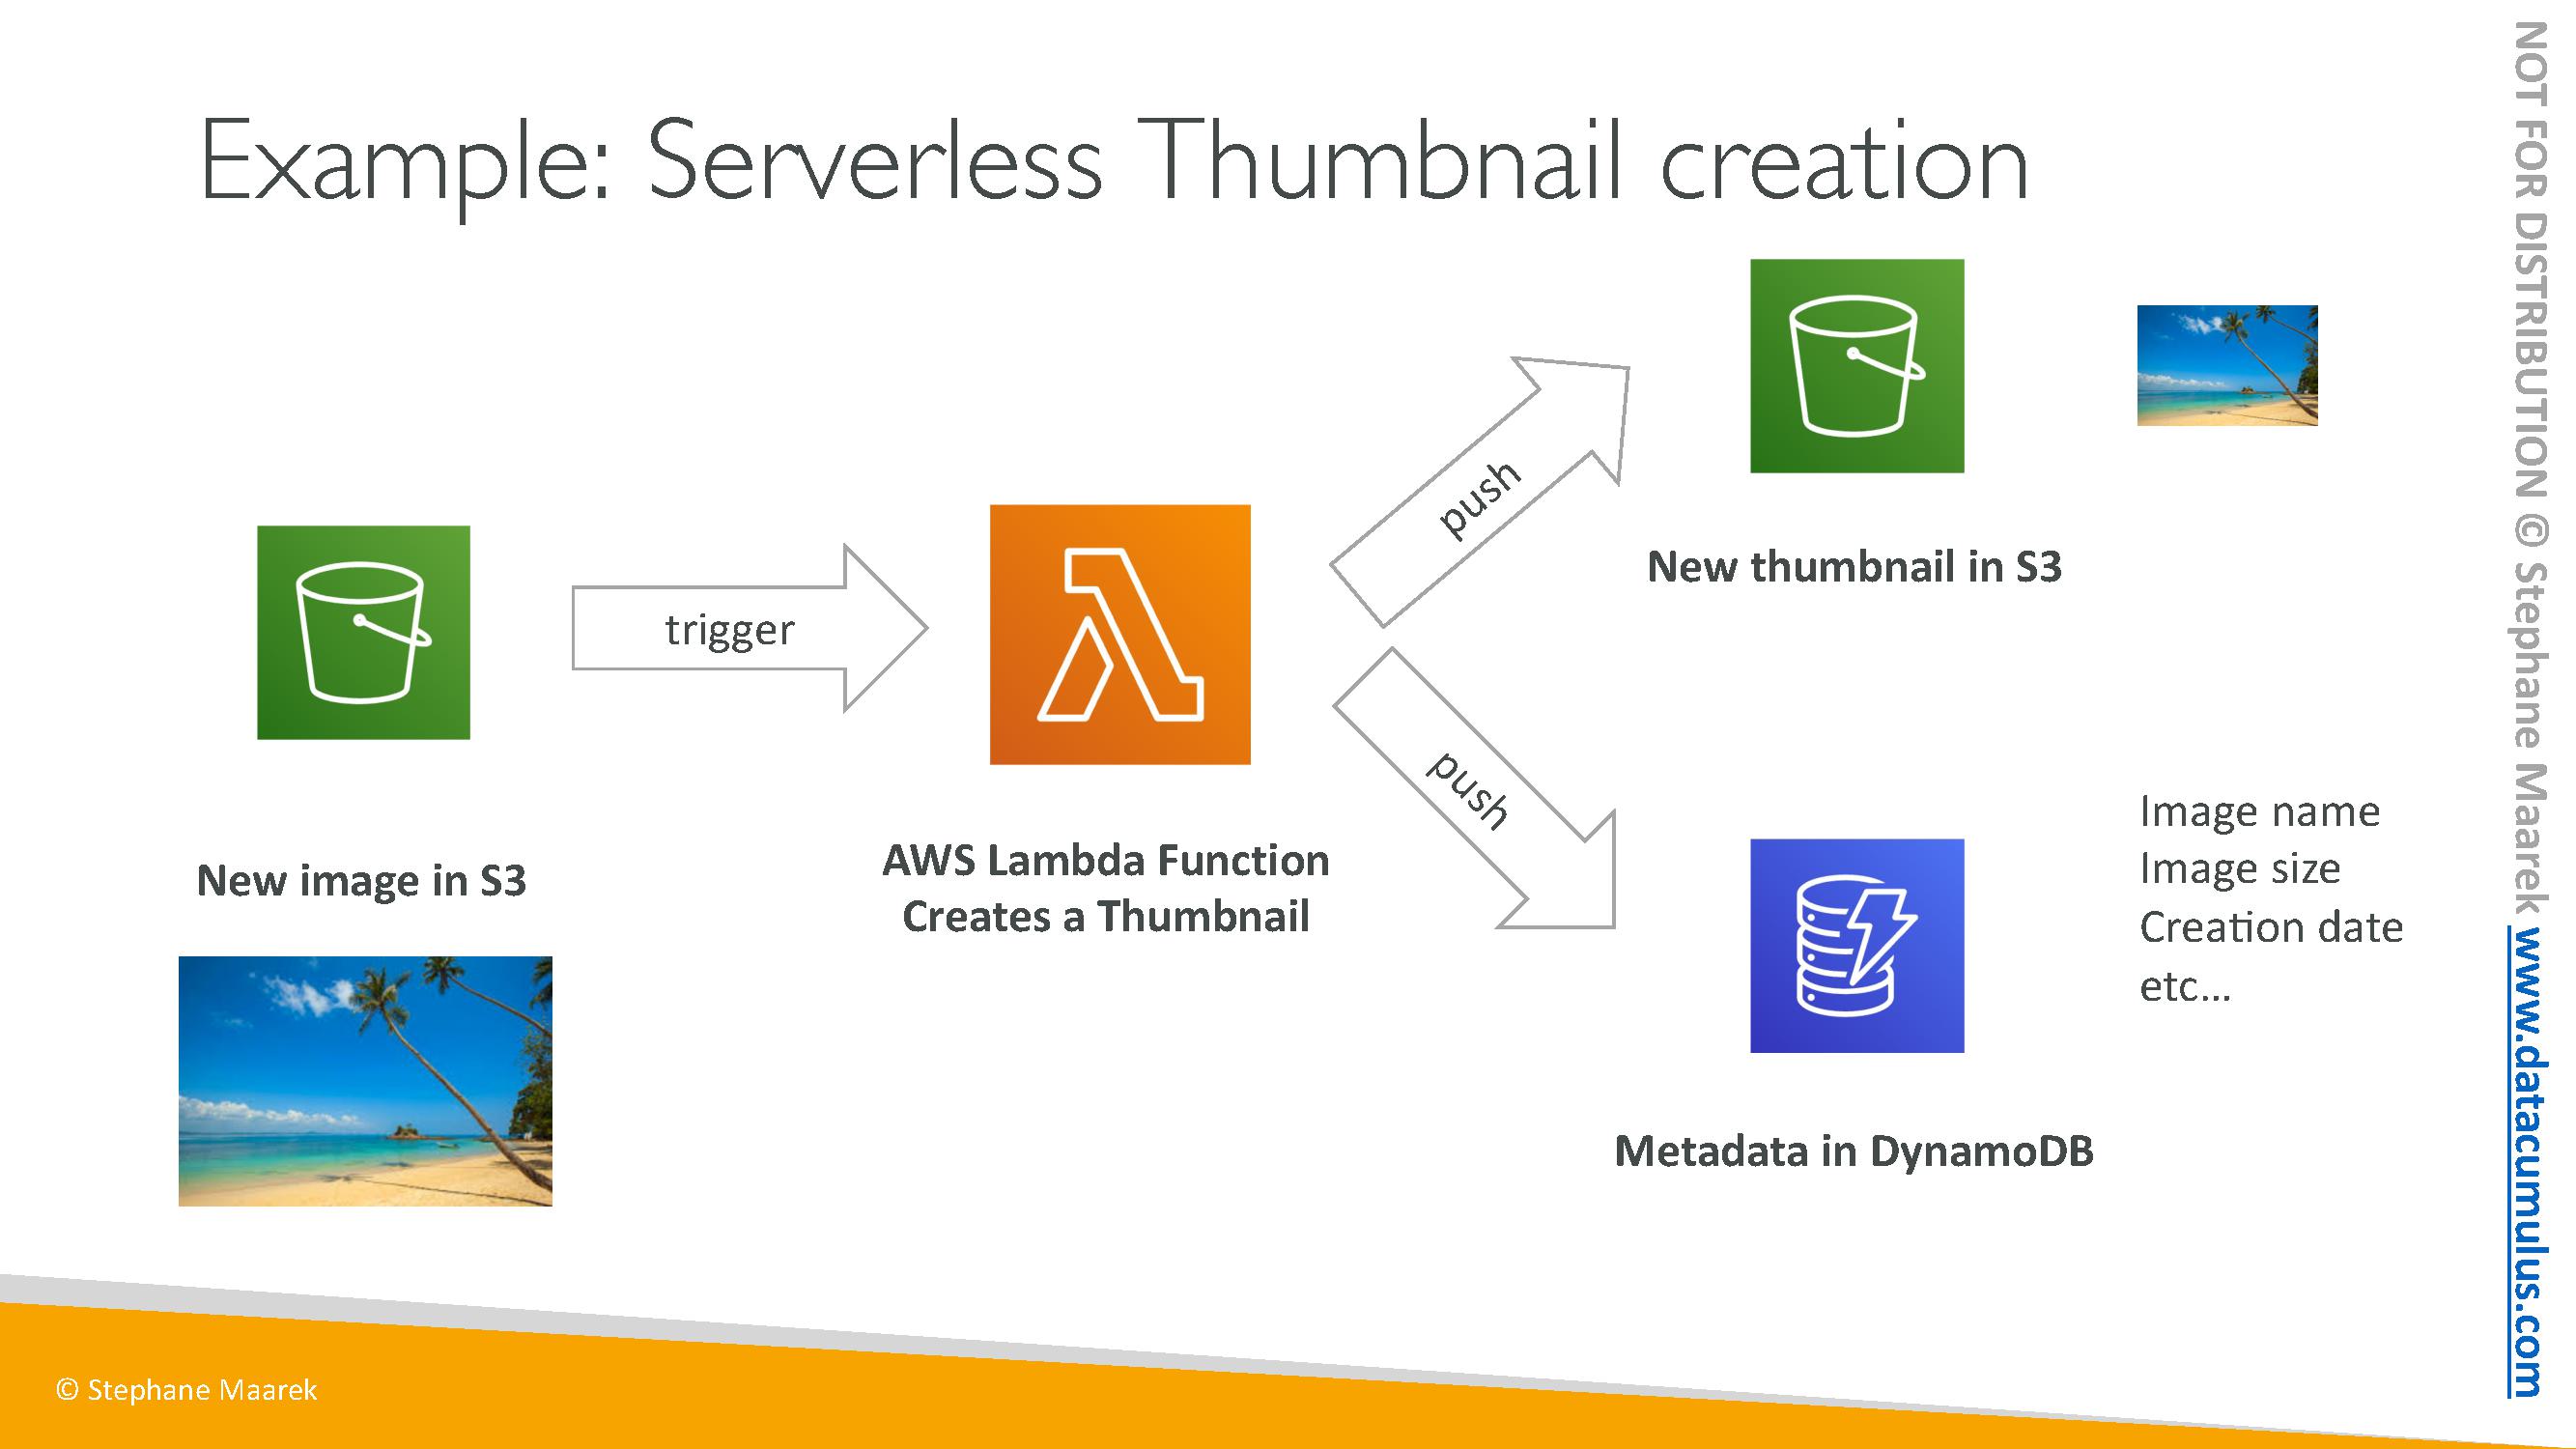 Example: Serverless Thumbnail creation
New image in S3
trigger
AWS Lambda Function
Creates a Thumbnail
push
New thumbnail in S3
push
Metadata in DynamoDB
Image name
Image size
Creation date
etc…
© Stephane Maarek
NOT FOR DISTRIBUTION © Stephane Maarek www.datacumulus.com